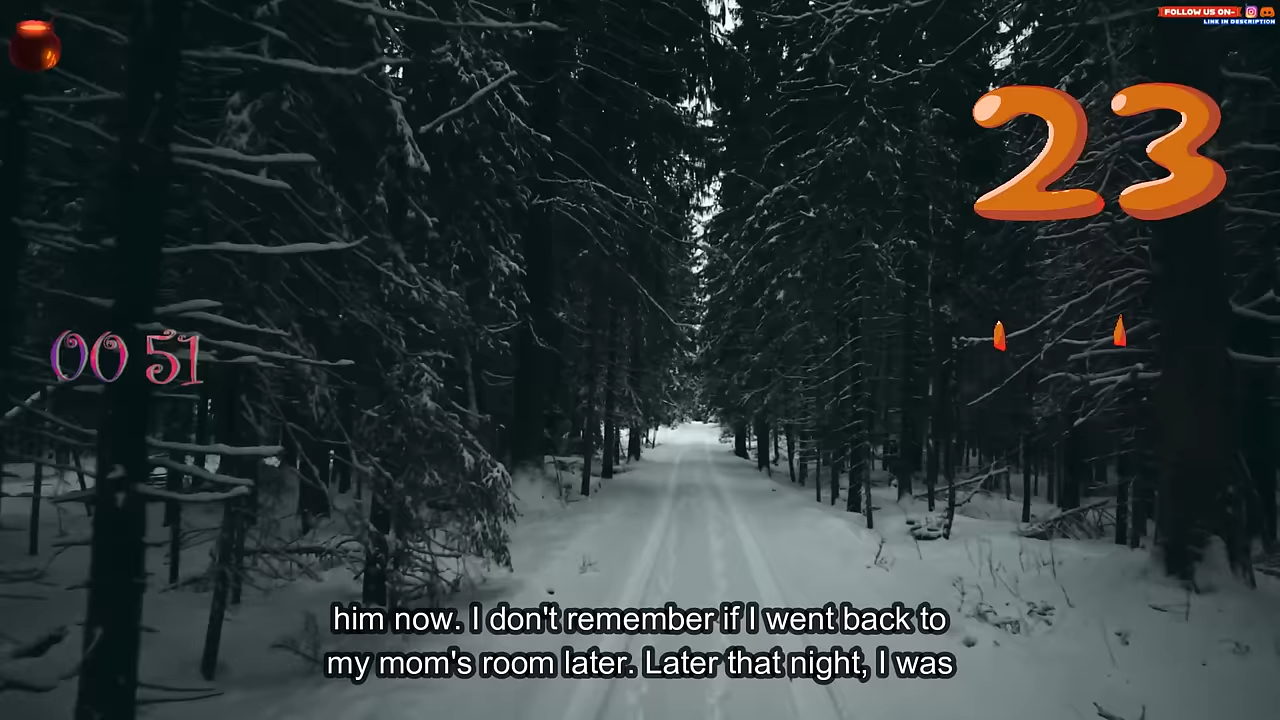 FOLLOW US ON-
LINK IN DESCRIPTION
23
00 51
him now. I don't remember if I went back to
my mom's room later. Later that night, I was